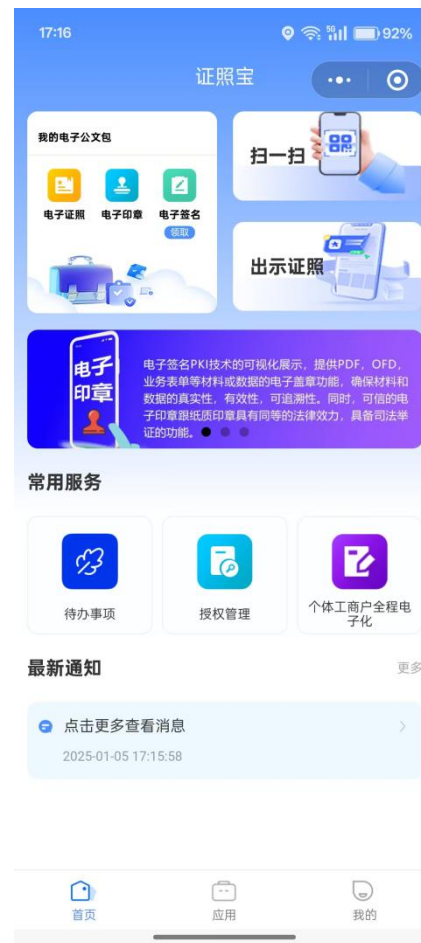 17:16
5G
92%
证照宝
我的电子公文包
电子证照
电子印章
电子签名
领取
扫一扫
出示证照
电子
印章
电子签名PKI技术的可视化展示，提供PDF，OFD，
业务表单等材料或数据的电子盖章功能，确保材料和
数据的真实性，有效性，可追溯性。同时，可信的电
子印章跟纸质印章具有同等的法律效力，具备司法举
证的功能。
常用服务
待办事项
授权管理
个体工商户全程电
子化
最新通知
更多
点击更多查看消息
2025-01-05 17:15:58
首页
应用
我的